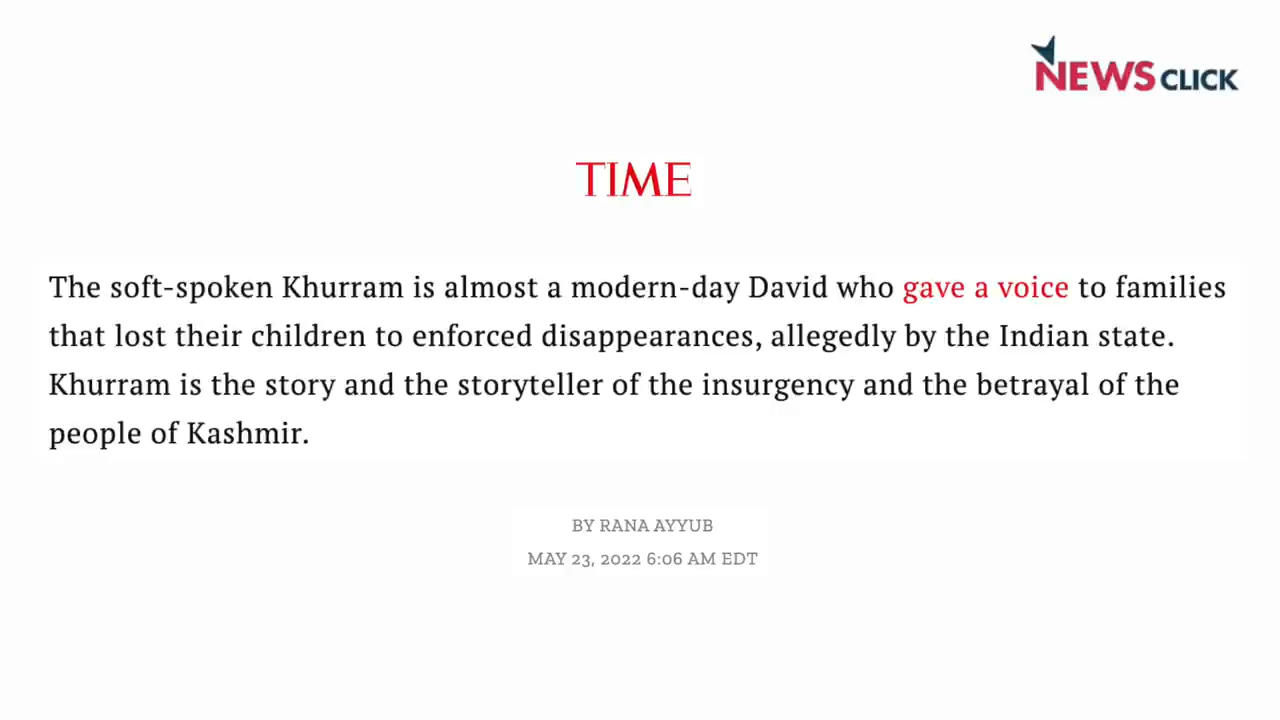 NEWSCLICK
TIME
The soft-spoken Khurram is almost a modern-day David who gave a voice to families
that lost their children to enforced disappearances, allegedly by the Indian state.
Khurram is the story and the storyteller of the insurgency and the betrayal of the
people of Kashmir.
BY RANA AYYUB
MAY 23, 2022 6:06 AM EDT